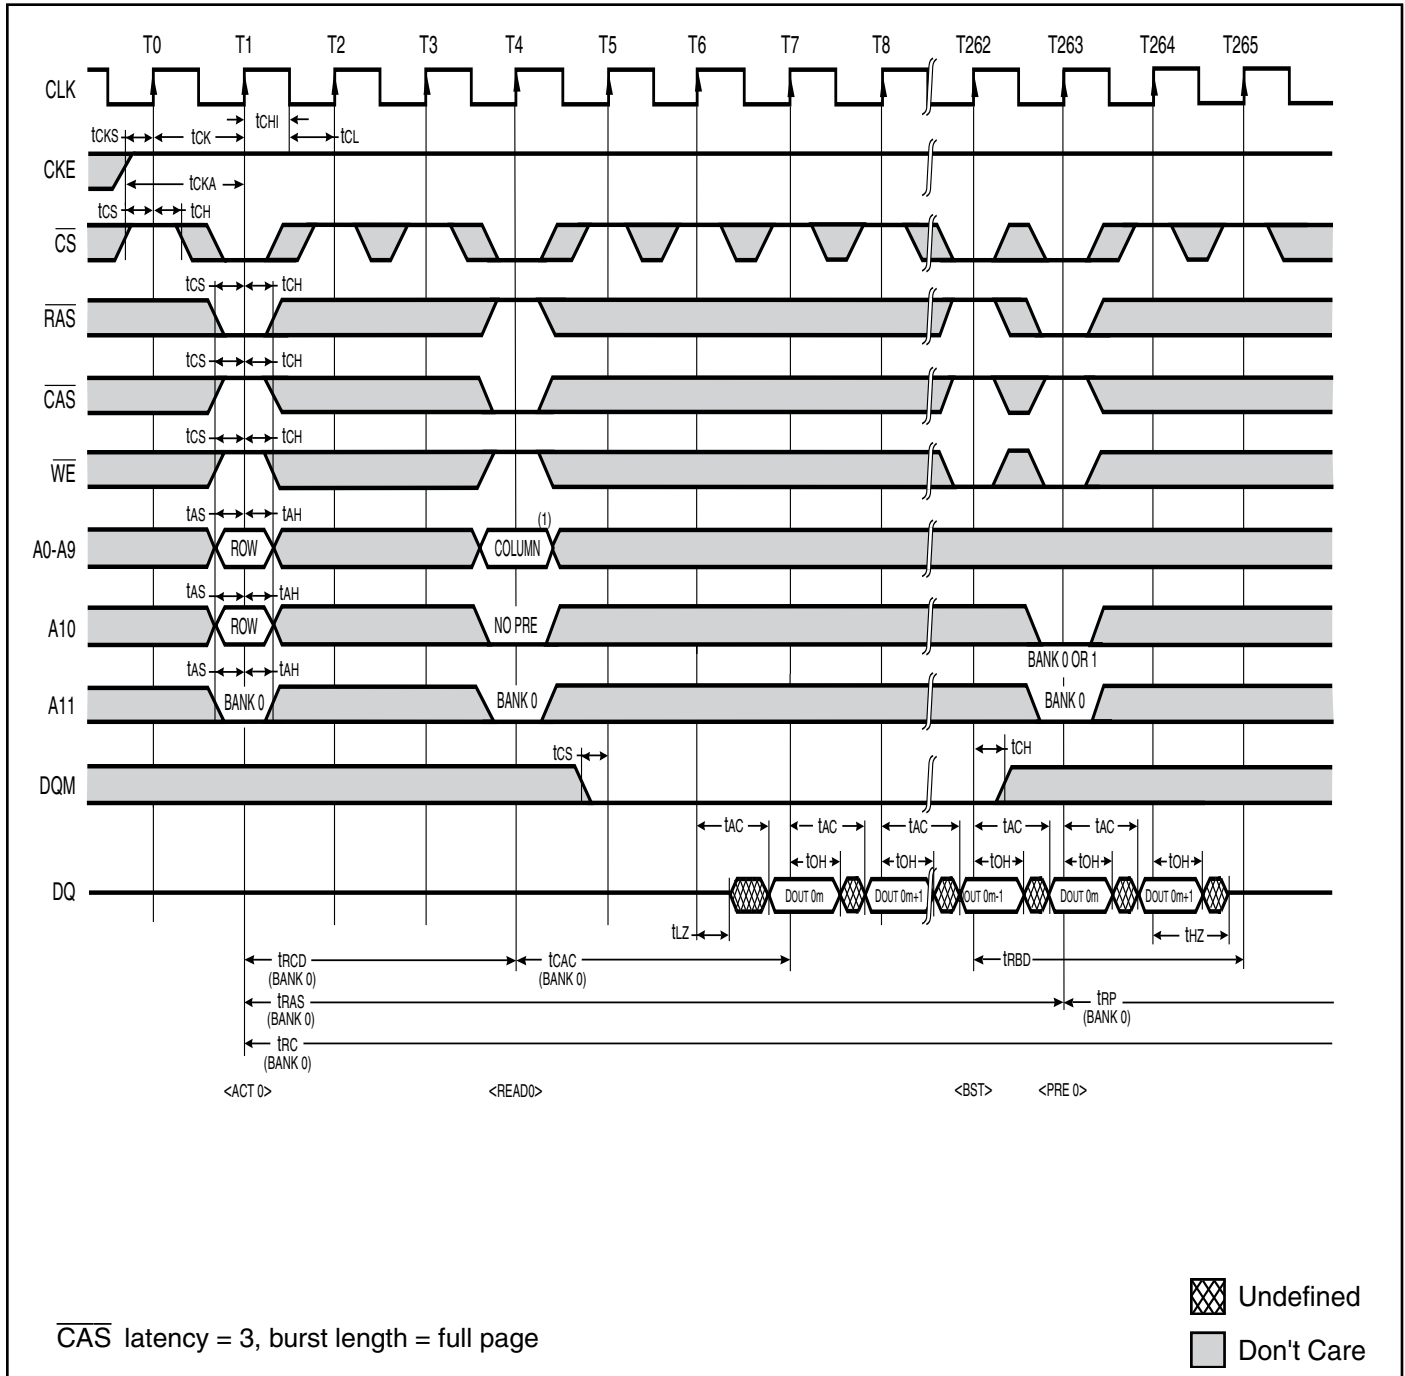 T0 T1 T2 T3 T4 T5 T6 T7 T8 T262 T263 T264 T265
CLK
tCHI
tCKS tCK tCL
CKE
tCKA
tCS tCH
CS
tCS tCH
RAS
tCS tCH
CAS
tCS tCH
WE
tAS tAH (1)
A0-A9 ROW COLUMN
tAS tAH
A10 ROW NO PRE
BANK 0 OR 1
tAS tAH
A11 BANK 0 BANK 0 BANK 0
tCS tCH
DQM
tAC tAC tAC tAC tAC
tOH tOH tOH tOH tOH
DQ DOUT 0m DOUT 0m+1 OUT 0m-1 DOUT 0m DOUT 0m+1
tLZ tHZ
tRCD tCAC tRBD
(BANK 0) (BANK 0)
tRAS tRP
(BANK 0) (BANK 0)
tRC
(BANK 0)
<ACT 0> <READ0> <BST> <PRE 0>
Undefined
CAS latency = 3, burst length = full page
Don't Care